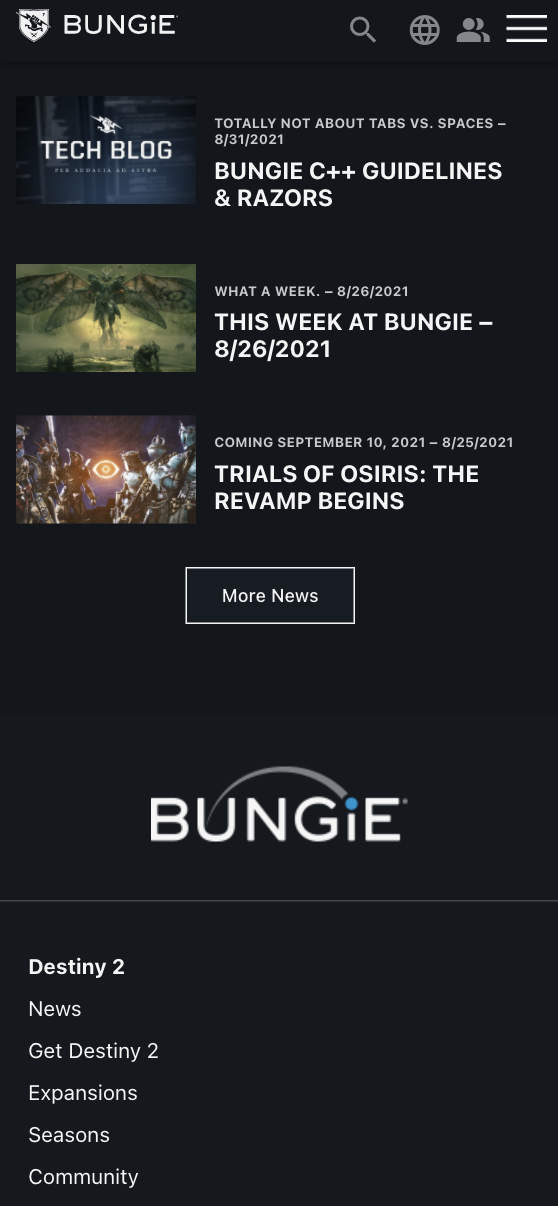 BUNGiE
TECH BLOG
PER AUDACIA AD ASTRA
TOTALLY NOT ABOUT TABS VS. SPACES –
8/31/2021
BUNGIE C++ GUIDELINES
& RAZORS
WHAT A WEEK. – 8/26/2021
THIS WEEK AT BUNGIE –
8/26/2021
COMING SEPTEMBER 10, 2021 – 8/25/2021
TRIALS OF OSIRIS: THE
REVAMP BEGINS
More News
BUNGiE
Destiny 2
News
Get Destiny 2
Expansions
Seasons
Community